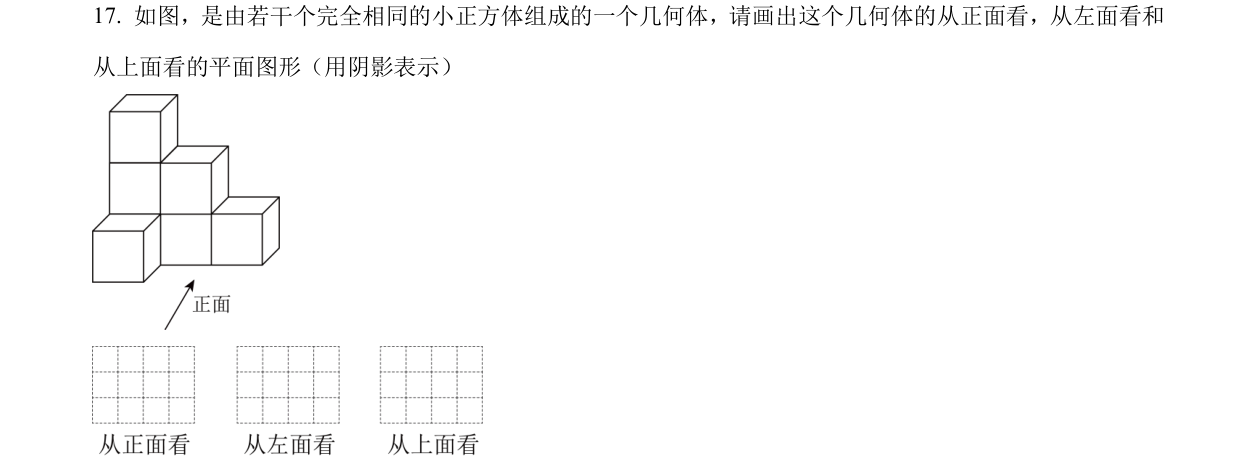 17. 如图，是由若干个完全相同的小正方体组成的一个几何体，请画出这个几何体的从正面看，从左面看和
从上面看的平面图形（用阴影表示）
正面
从正面看 从左面看 从上面看